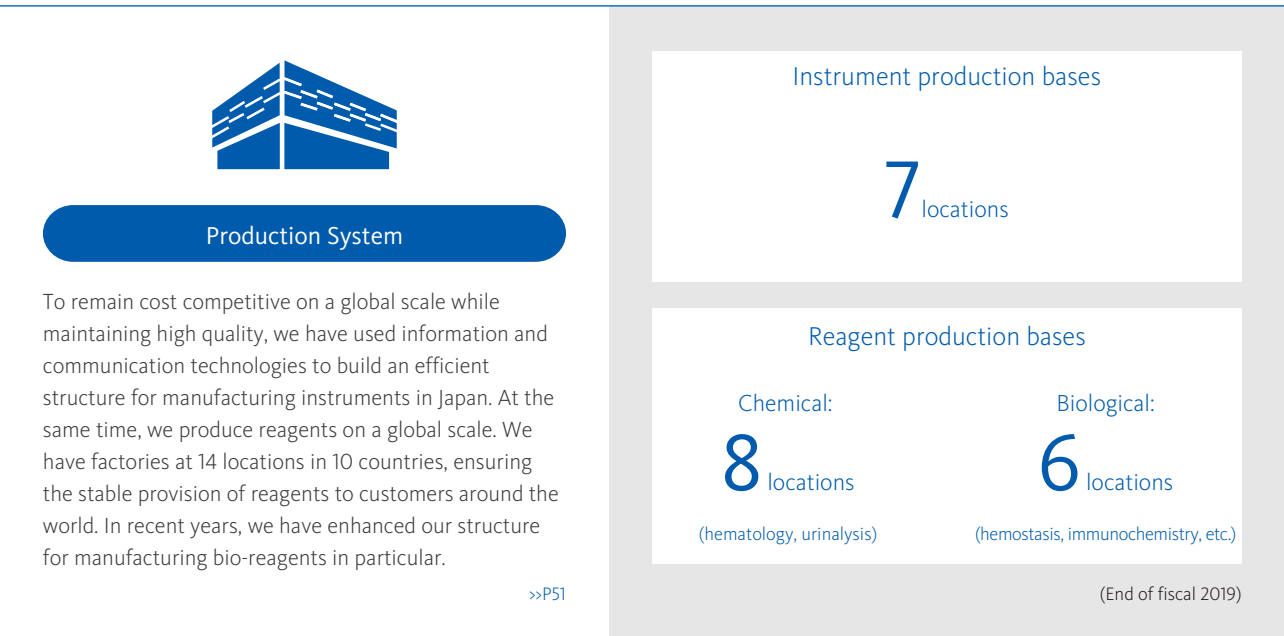 Production System
To remain cost competitive on a global scale while
maintaining high quality, we have used information and
communication technologies to build an efficient
structure for manufacturing instruments in Japan. At the
same time, we produce reagents on a global scale. We
have factories at 14 locations in 10 countries, ensuring
the stable provision of reagents to customers around the
world. In recent years, we have enhanced our structure
for manufacturing bio-reagents in particular.
>>P51
Instrument production bases
7 locations
Reagent production bases
Chemical:
8 locations
(hematology, urinalysis)
Biological:
6 locations
(hemostasis, immunochemistry, etc.)
(End of fiscal 2019)